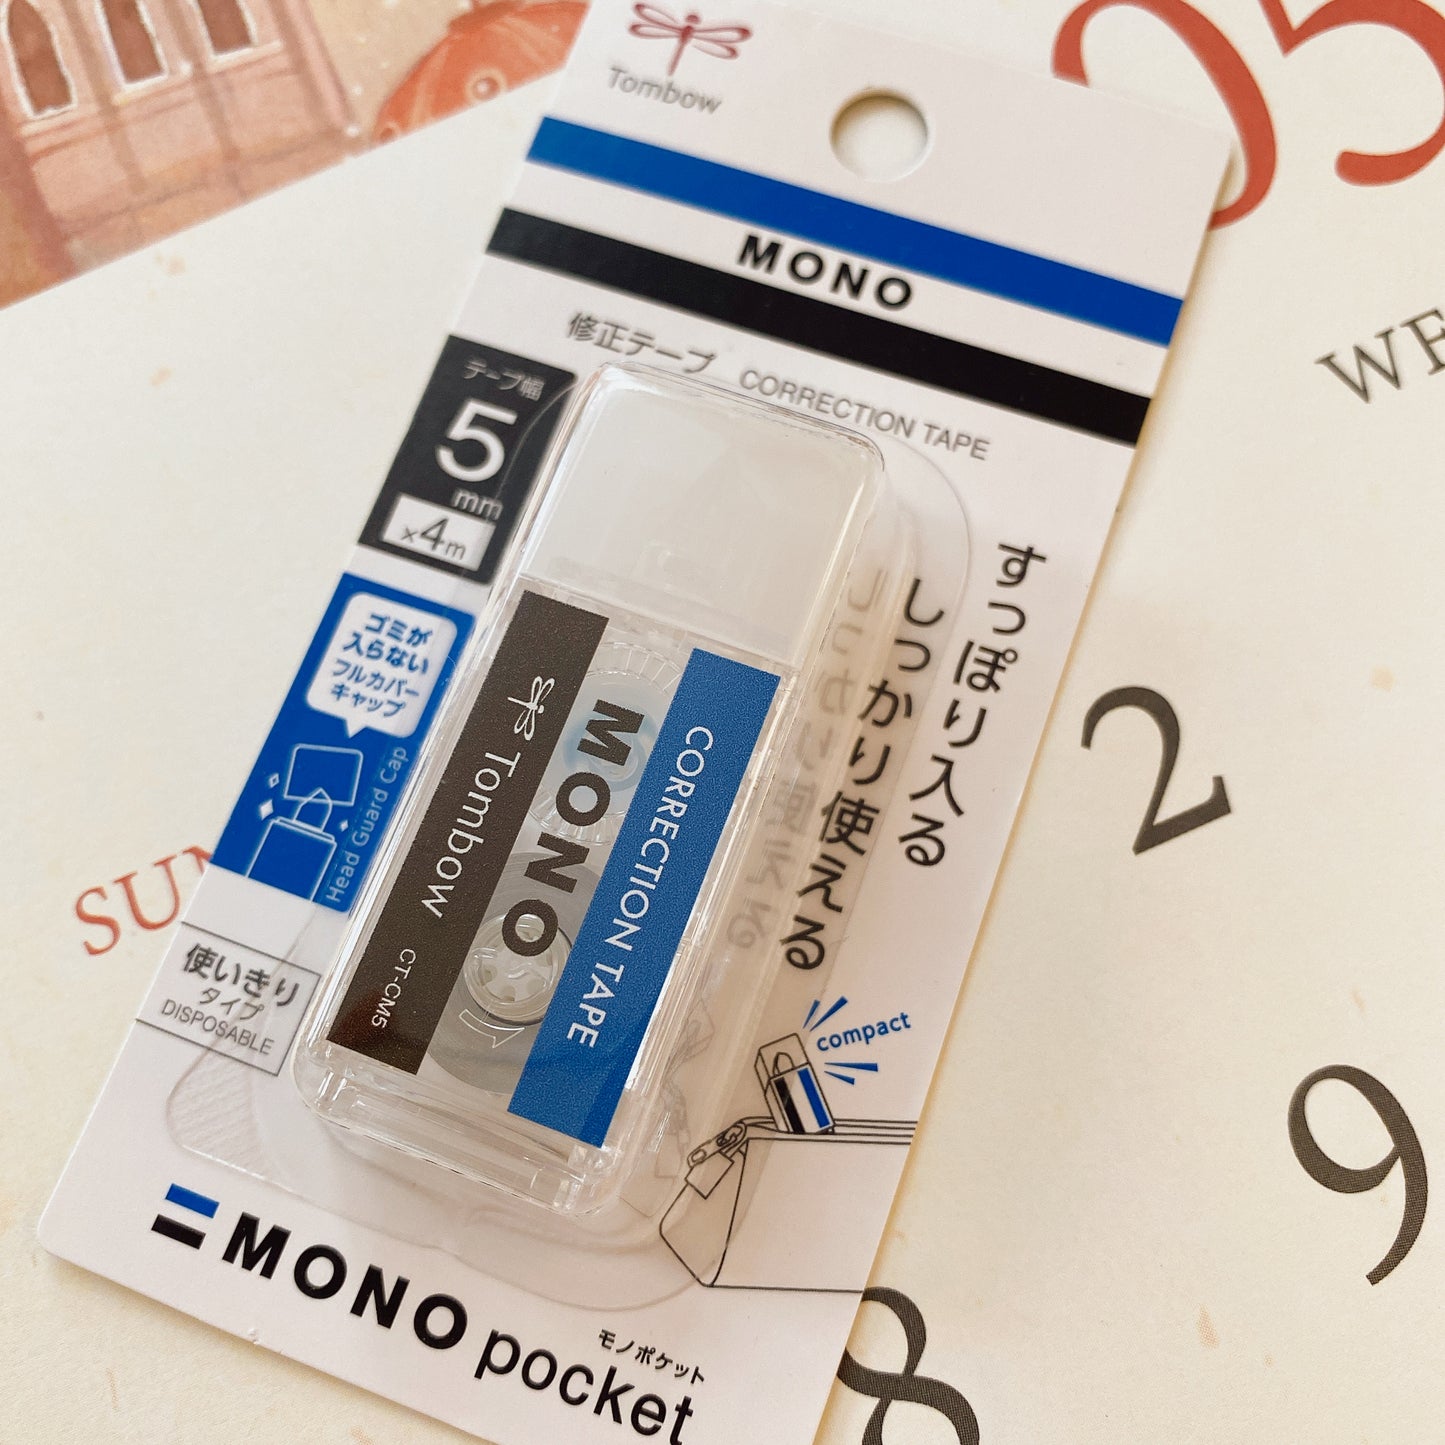 Tombow
MONO
修正テープ CORRECTION TAPE
テープ幅
5
mm
×4m
ゴミが
入らない
フルカバー
キャップ
Head Guard Cap
使いきり
タイプ
DISPOSABLE
すっぽり入る
しっかり使える
Tombow CT-CM5
MONO
CORRECTION TAPE
compact
MONO pocket
モノポケット
05
WE
2
SUN
9
8